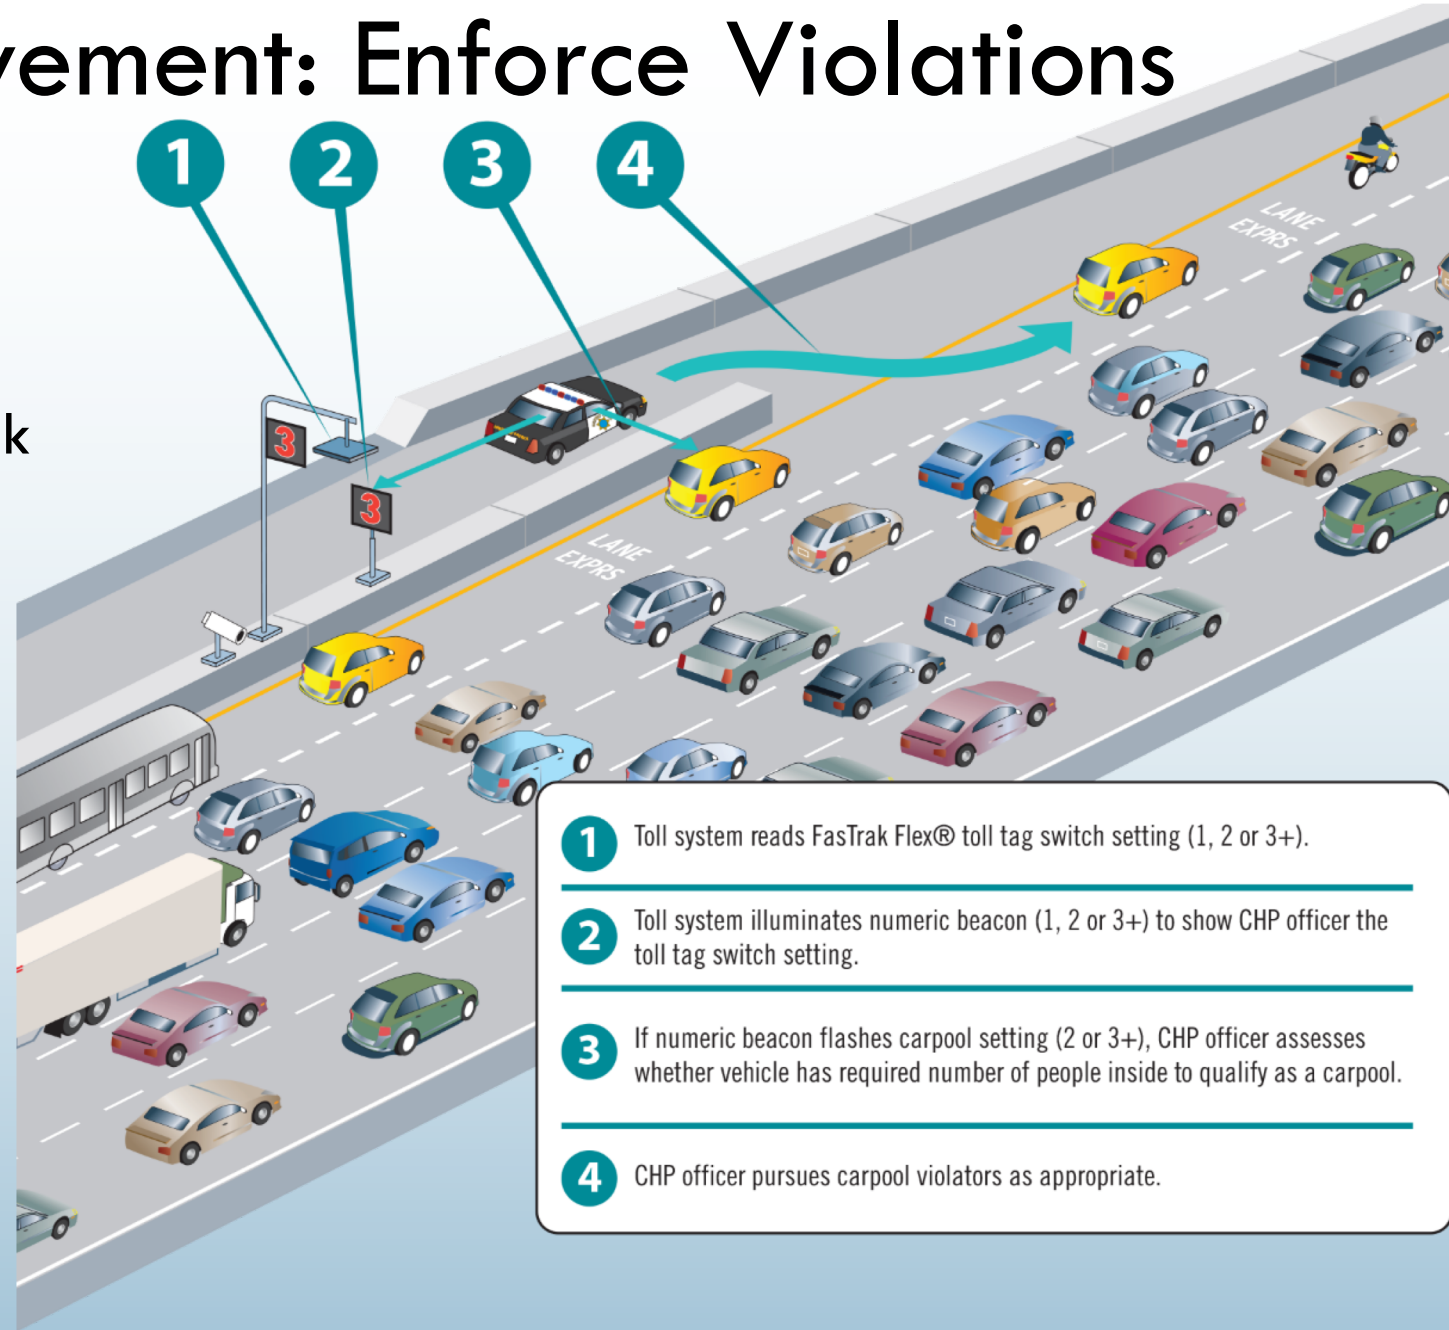 vement: Enforce Violations
1 2 3 4
k
3
3
LANE
EXPRS
LANE
EXPRS
1 Toll system reads FasTrak Flex® toll tag switch setting (1, 2 or 3+).
2 Toll system illuminates numeric beacon (1, 2 or 3+) to show CHP officer the
toll tag switch setting.
3 If numeric beacon flashes carpool setting (2 or 3+), CHP officer assesses
whether vehicle has required number of people inside to qualify as a carpool.
4 CHP officer pursues carpool violators as appropriate.